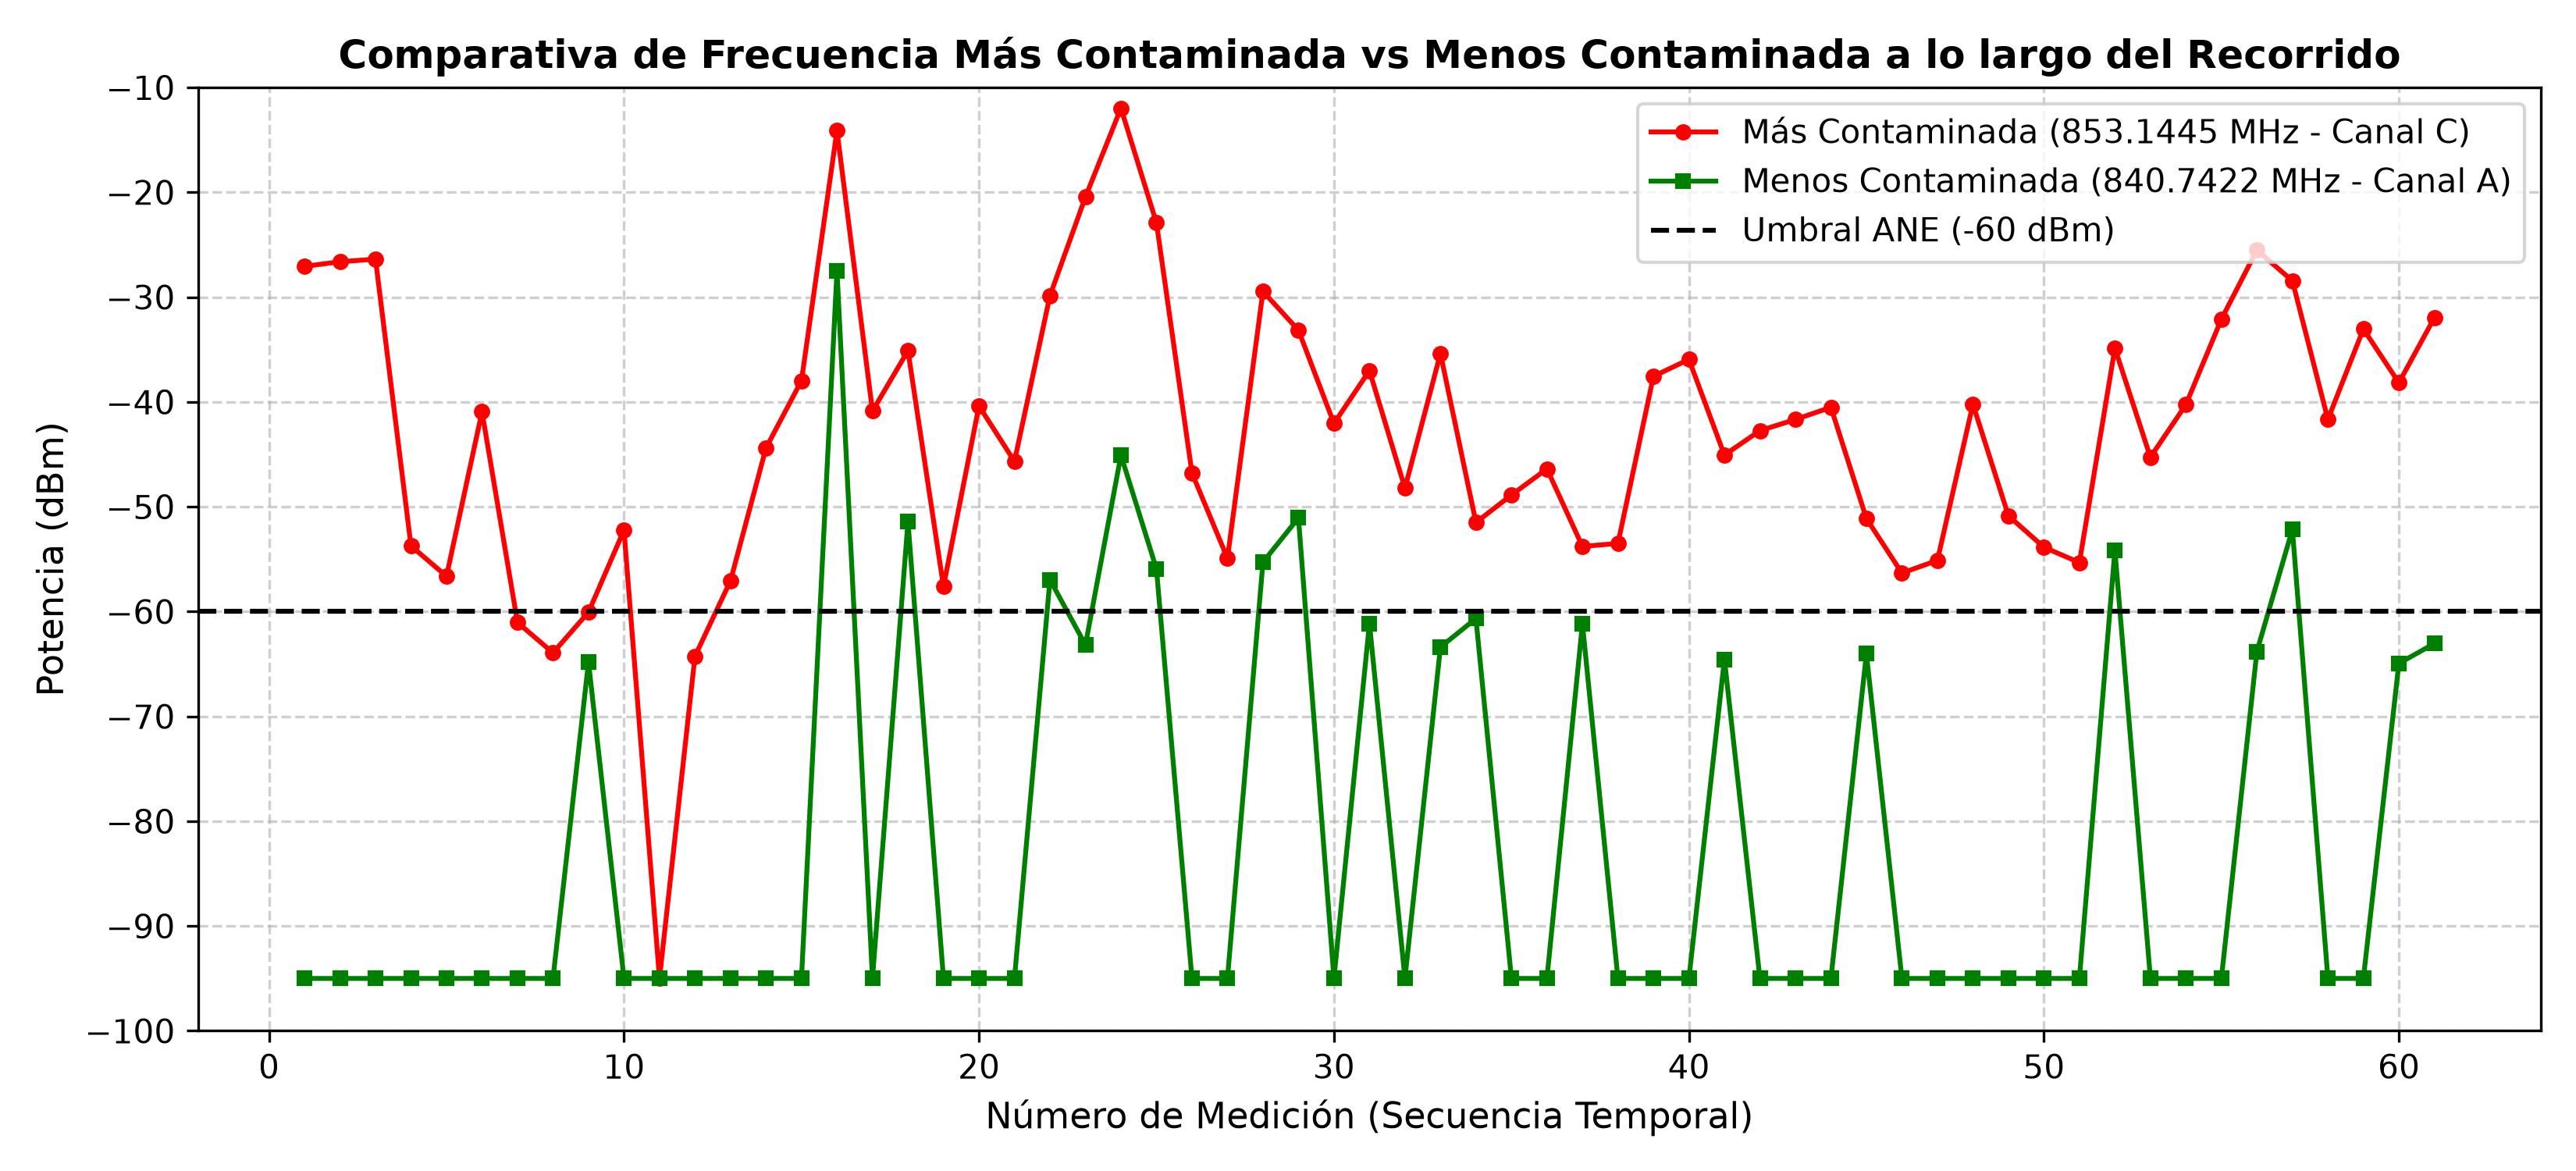 Comparativa de Frecuencia Más Contaminada vs Menos Contaminada a lo largo del Recorrido
Más Contaminada (853.1445 MHz - Canal C)
Menos Contaminada (840.7422 MHz - Canal A)
Umbral ANE (-60 dBm)
Potencia (dBm)
−10
−20
−30
−40
−50
−60
−70
−80
−90
−100
0 10 20 30 40 50 60
Número de Medición (Secuencia Temporal)